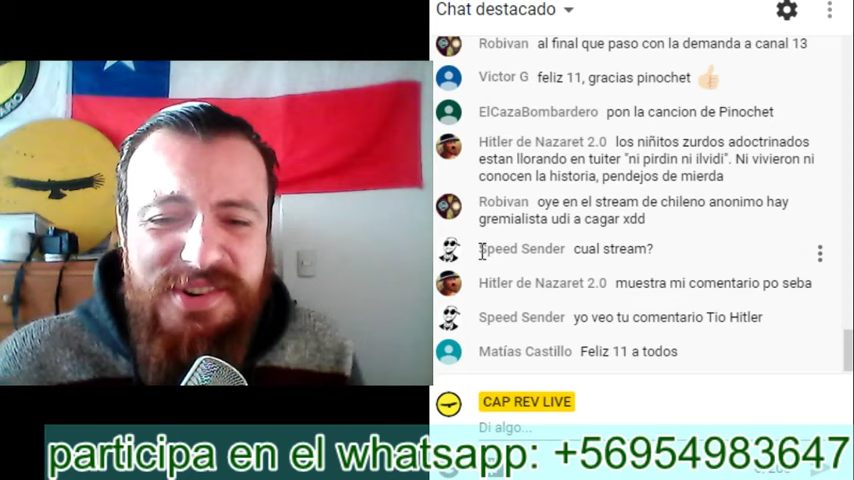 Chat destacado
Robivan al final que paso con la demanda a canal 13
Victor G feliz 11, gracias pinochet
ElCazaBombardero pon la cancion de Pinochet
Hitler de Nazaret 2.0 los niñitos zurdos adoctrinados
estan llorando en tuiter "ni pirdin ni ilvidi". Ni vivieron ni
conocen la historia, pendejos de mierda
Robivan oye en el stream de chileno anonimo hay
gremialista udi a cagar xdd
Speed Sender cual stream?
Hitler de Nazaret 2.0 muestra mi comentario po seba
Speed Sender yo veo tu comentario Tio Hitler
Matías Castillo Feliz 11 a todos
CAP REV LIVE
Di algo...
participa en el whatsapp: +56954983647